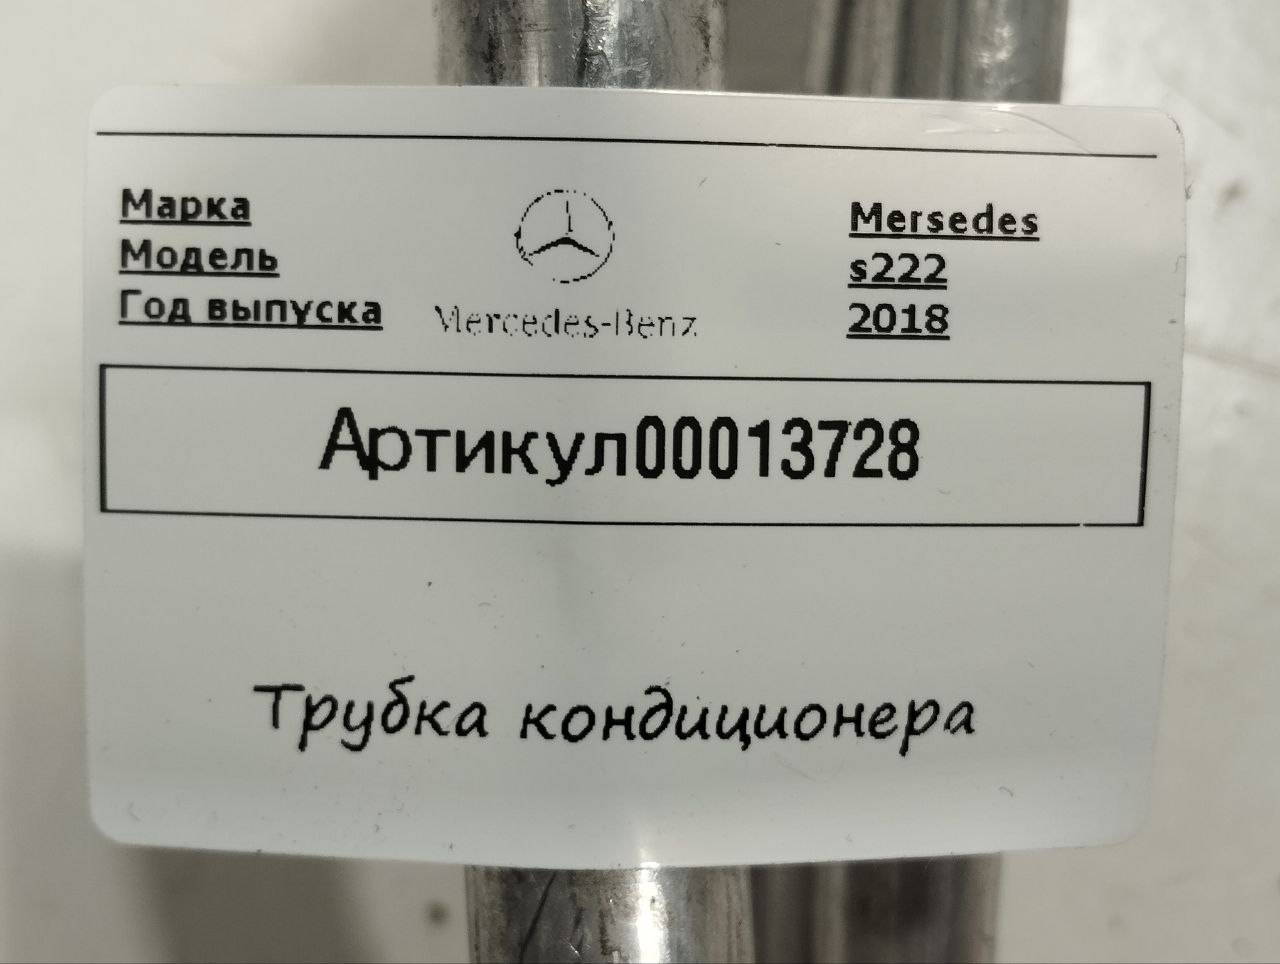 Марка
Модель
Год выпуска
Mercedes-Benz
Mersedes
s222
2018
Артикул00013728
Трубка кондиционера